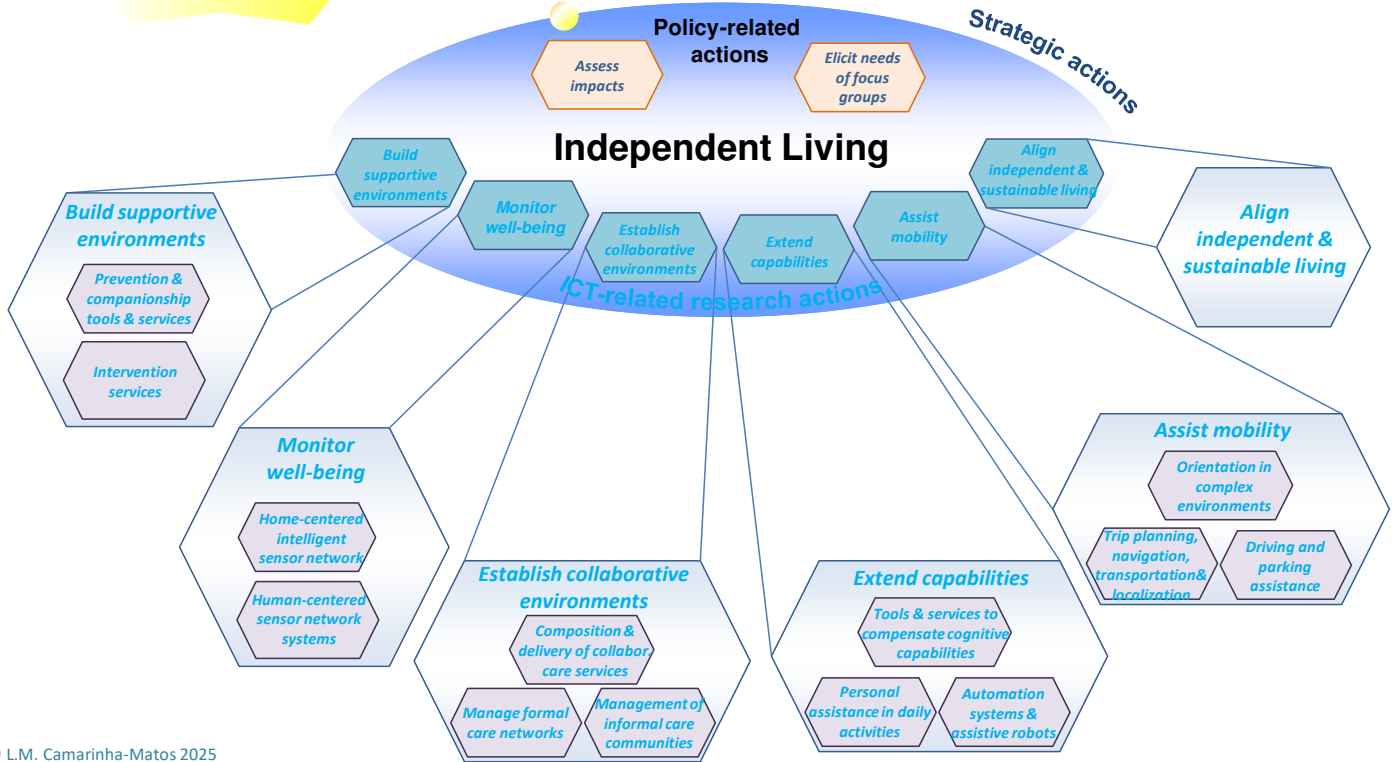 Policy-related
actions
Strategic actions
Assess
impacts
Elicit needs
of focus
groups
Independent Living
Build
supportive
environments
Monitor
well-being
Establish
collaborative
environments
Extend
capabilities
Assist
mobility
Align
independent &
sustainable living
ICT-related research actions
Build supportive
environments
Prevention &
companionship
tools & services
Intervention
services
Monitor
well-being
Home-centered
intelligent
sensor network
Human-centered
sensor network
systems
Establish collaborative
environments
Composition &
delivery of collabor.
care services
Manage formal
care networks
Management of
informal care
communities
Extend capabilities
Tools & services to
compensate cognitive
capabilities
Personal
assistance in daily
activities
Automation
systems &
assistive robots
Assist mobility
Orientation in
complex
environments
Trip planning,
navigation,
transportation&
localization
Driving and
parking
assistance
Align
independent &
sustainable living
L.M. Camarinha-Matos 2025